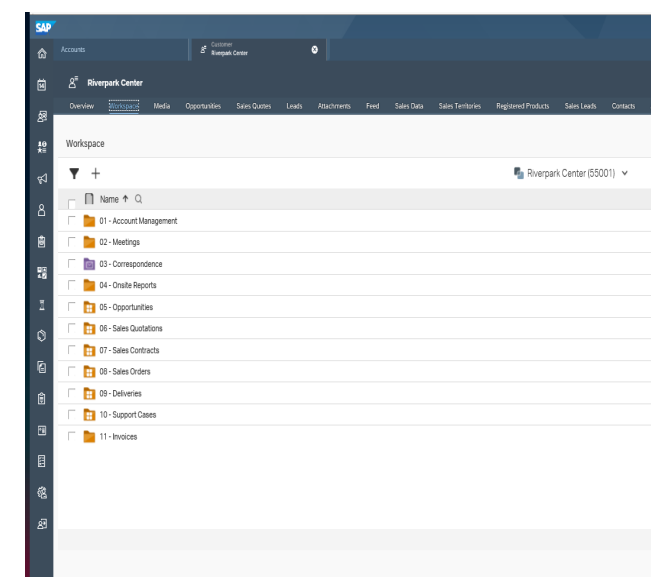 SAP
Accounts
Customer
Riverpark Center
Riverpark Center
Overview Workspace Media Opportunities Sales Quotes Leads Attachments Feed Sales Data Sales Territories Registered Products Sales Leads Contacts
Workspace
Riverpark Center (55001)
Name
01 - Account Management
02 - Meetings
03 - Correspondence
04 - Onsite Reports
05 - Opportunities
06 - Sales Quotations
07 - Sales Contracts
08 - Sales Orders
09 - Deliveries
10 - Support Cases
11 - Invoices